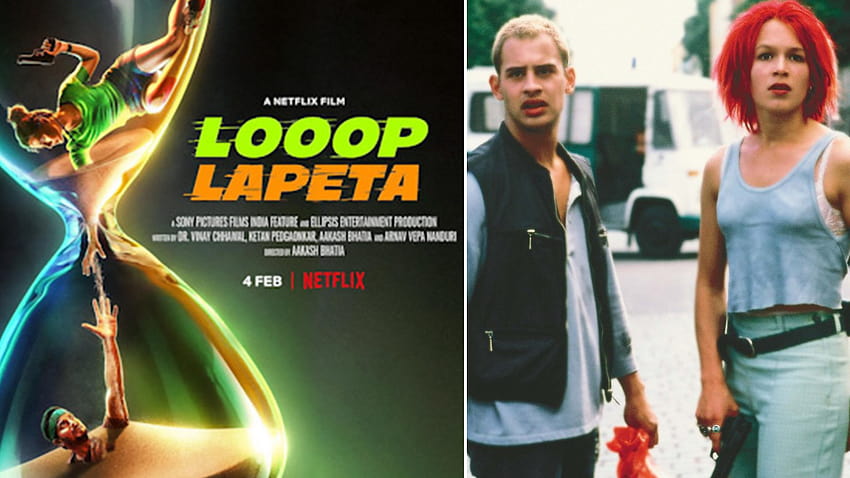 A NETFLIX FILM
LOOOP
LAPETA
A SONY PICTURES FILMS INDIA FEATURE AND ELLIPSIS ENTERTAINMENT PRODUCTION
WRITTEN BY DR. VINAY CHHAWAL, KETAN PEDGAONKAR, AAKASH BHATIA AND ARNAV VEPA NANDURI
DIRECTED BY AAKASH BHATIA
4 FEB | NETFLIX